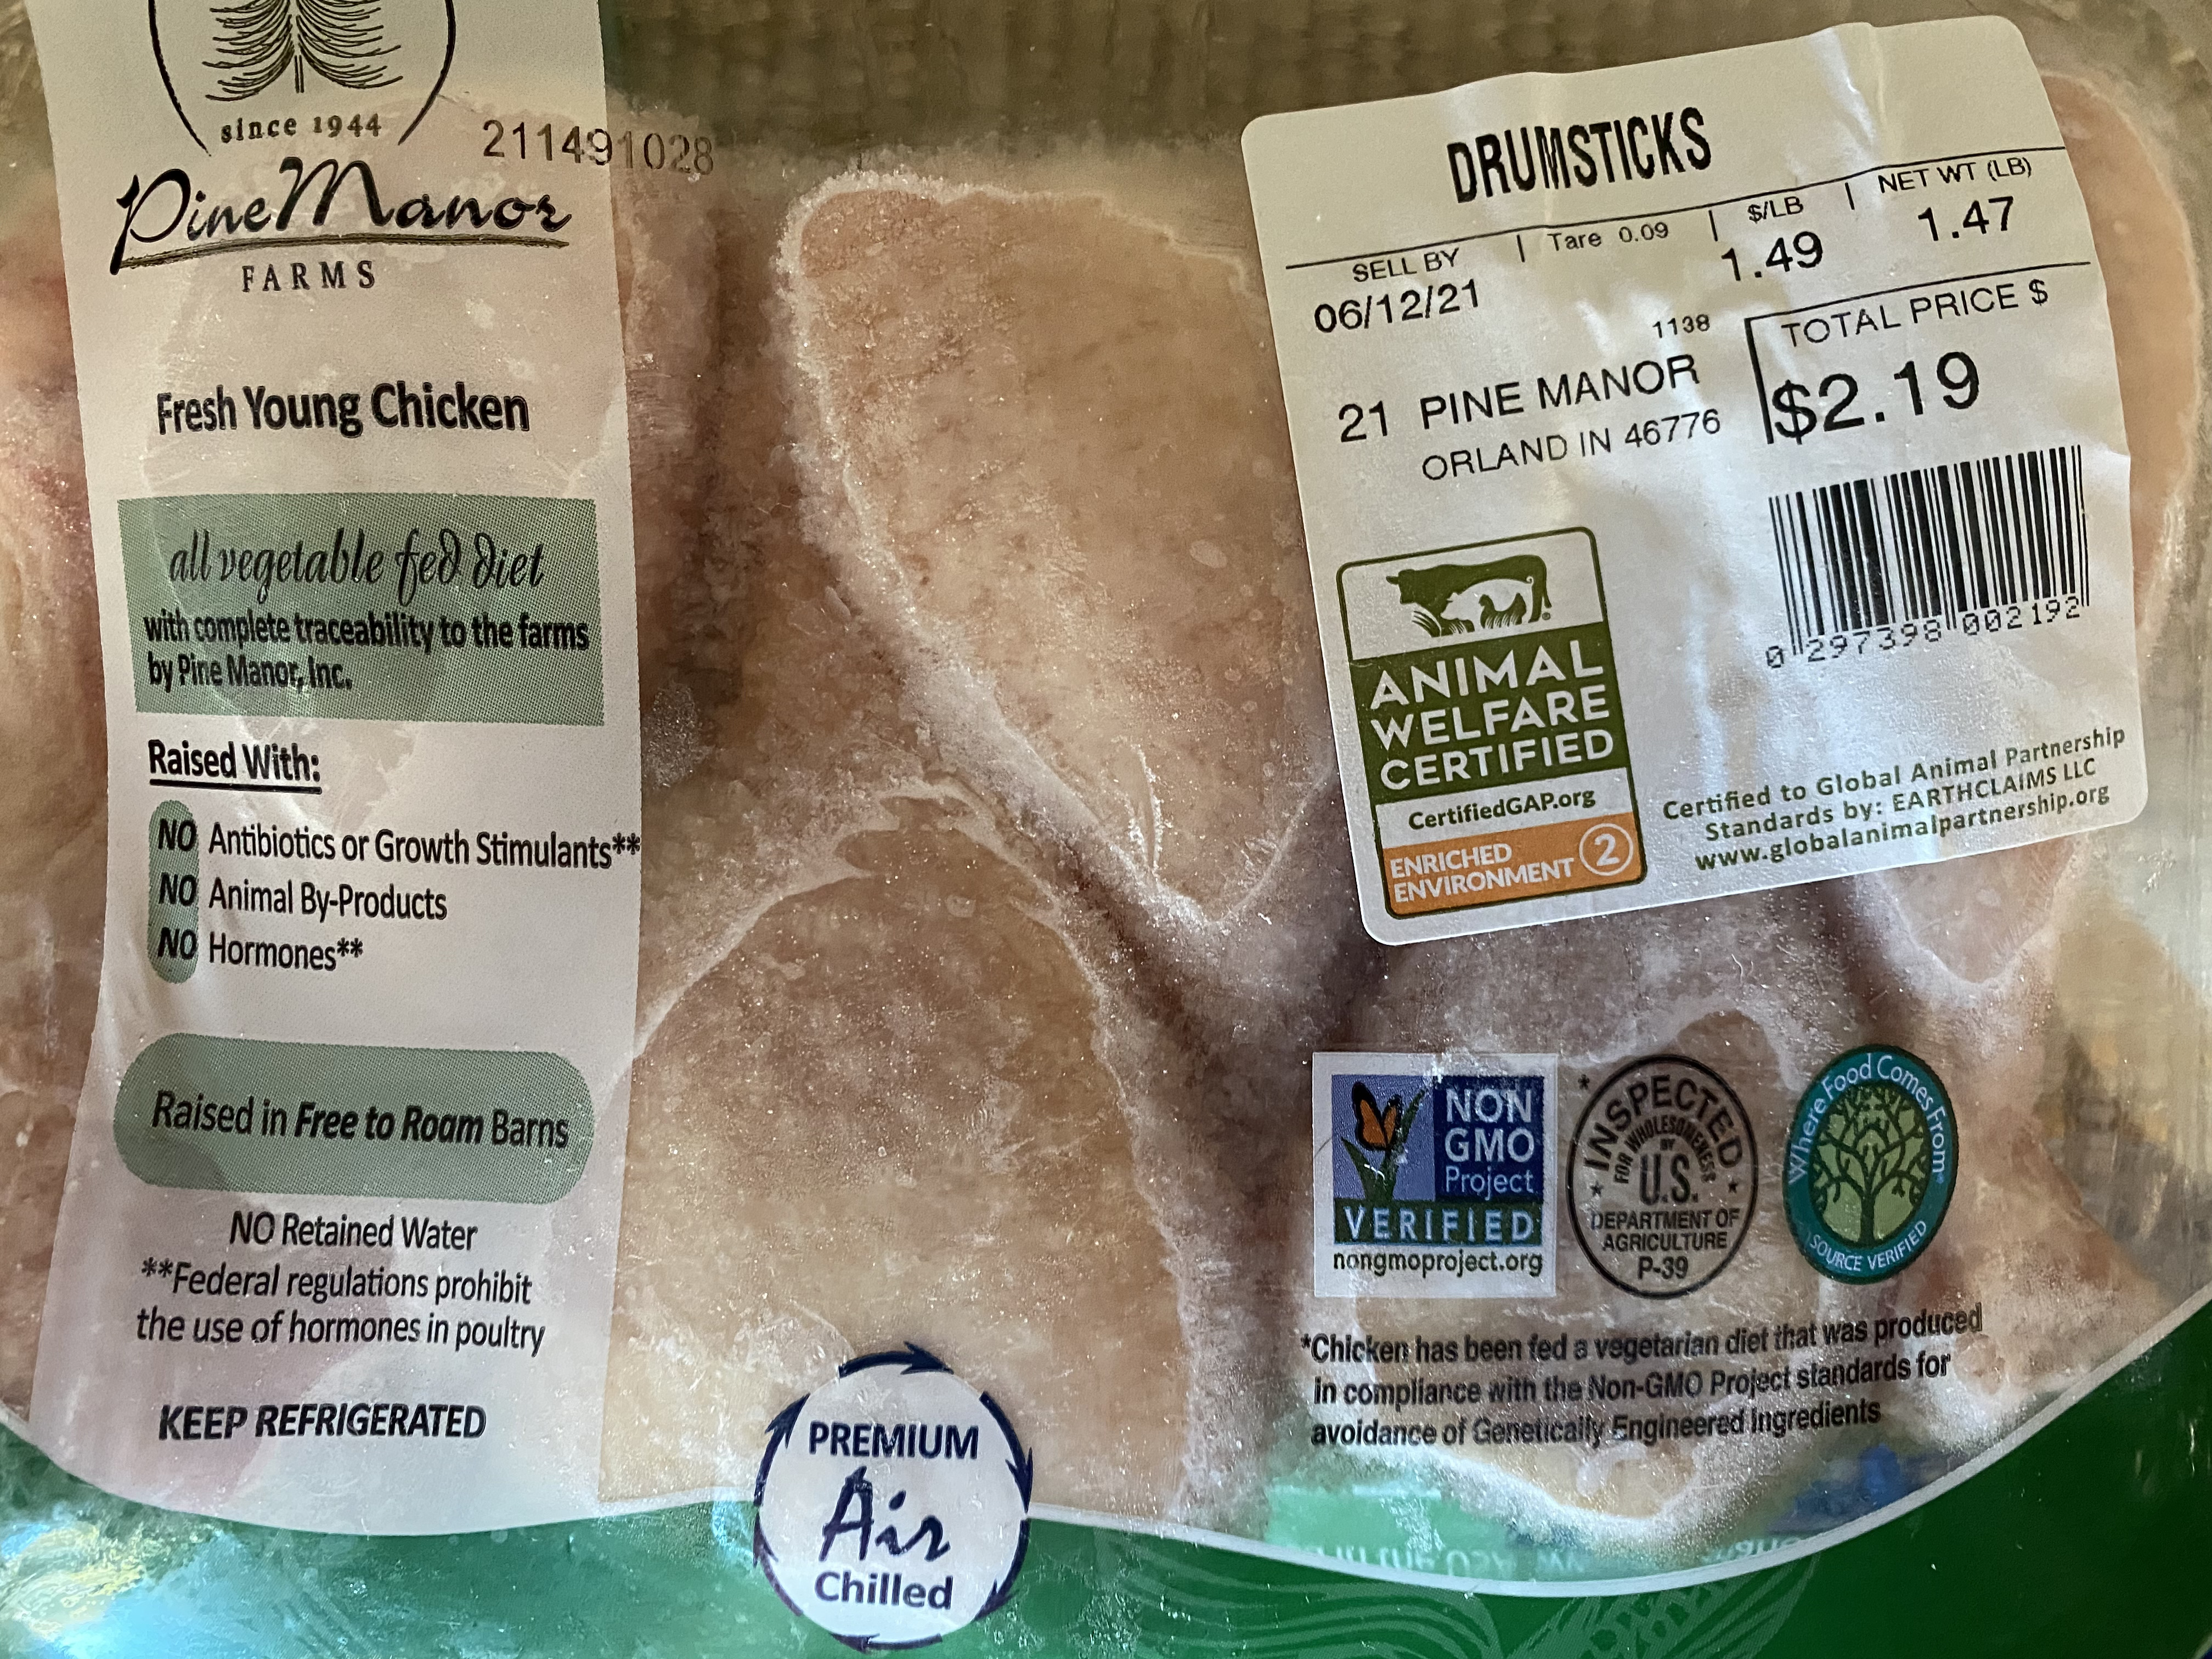 since 1944
211491028
Pine Manor
FARMS
Fresh Young Chicken
all vegetable fed diet
with complete traceability to the farms
by Pine Manor, Inc.
Raised With:
NO Antibiotics or Growth Stimulants**
NO Animal By-Products
NO Hormones**
Raised in Free to Roam Barns
NO Retained Water
**Federal regulations prohibit
the use of hormones in poultry
KEEP REFRIGERATED
PREMIUM
Air
Chilled
DRUMSTICKS
SELL BY | Tare 0.09 | $/LB | NET WT (LB)
06/12/21 1.49 1.47
1138
TOTAL PRICE $
21 PINE MANOR
$2.19
ORLAND IN 46776
0 297398 002192
ANIMAL
WELFARE
CERTIFIED
CertifiedGAP.org
ENRICHED
ENVIRONMENT 2
Certified to Global Animal Partnership
Standards by: EARTHCLAIMS LLC
www.globalanimalpartnership.org
NON
GMO
Project
VERIFIED
nongmoproject.org
*
INSPECTED
FOR WHOLESOMENESS
BY
U.S.
DEPARTMENT OF
AGRICULTURE
P-39
Where Food Comes From
SOURCE VERIFIED
*Chicken has been fed a vegetarian diet that was produced
in compliance with the Non-GMO Project standards for
avoidance of Genetically Engineered Ingredients
in the USA